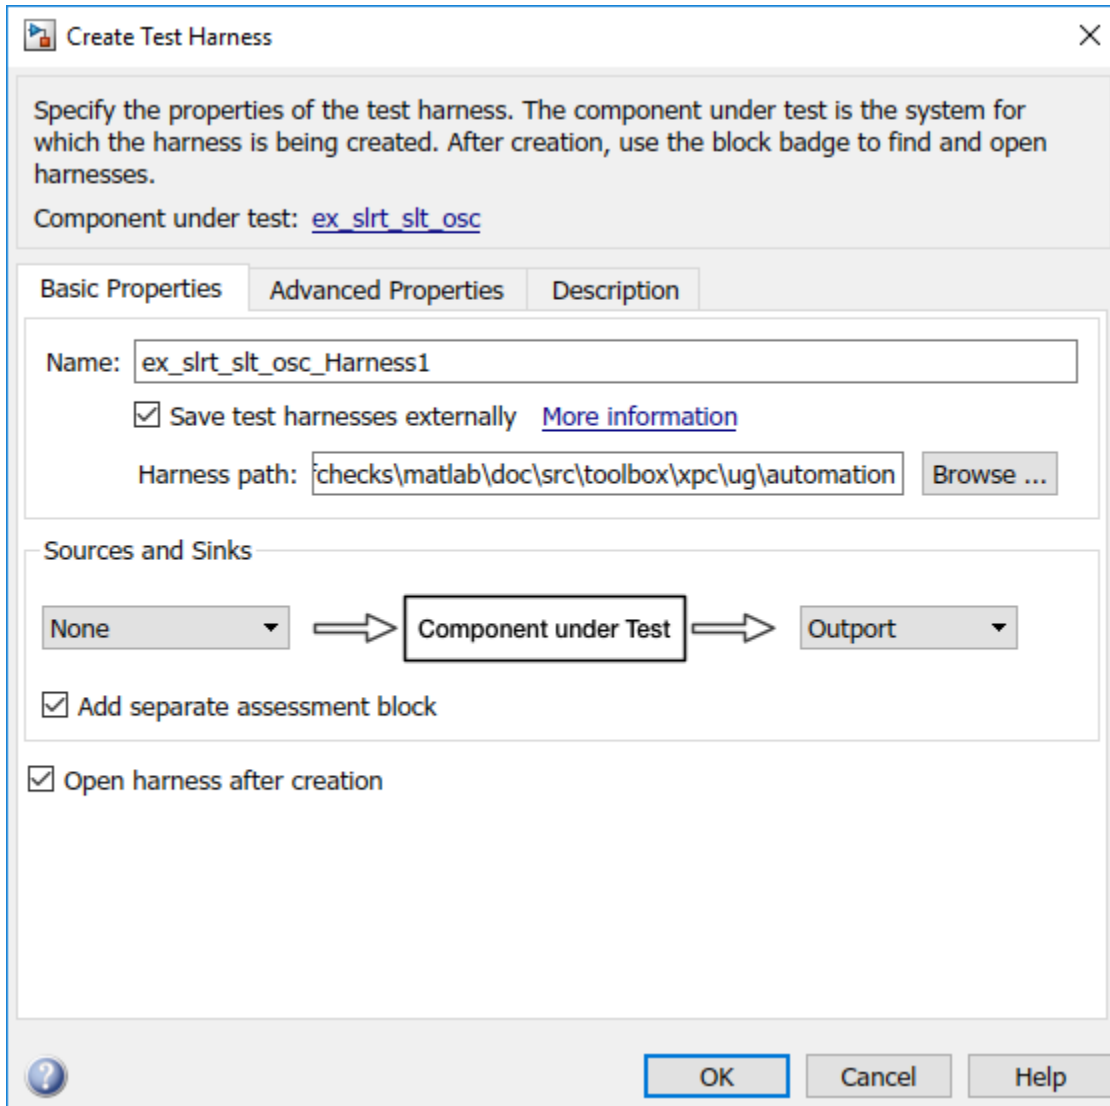 Create Test Harness
Specify the properties of the test harness. The component under test is the system for
which the harness is being created. After creation, use the block badge to find and open
harnesses.
Component under test: ex_slrt_slt_osc
Basic Properties Advanced Properties Description
Name: ex_slrt_slt_osc_Harness1
Save test harnesses externally More information
Harness path: fchecks\matlab\doc\src\toolbox\xpc\ug\automation Browse ...
Sources and Sinks
None Component under Test Outport
Add separate assessment block
Open harness after creation
? OK Cancel Help